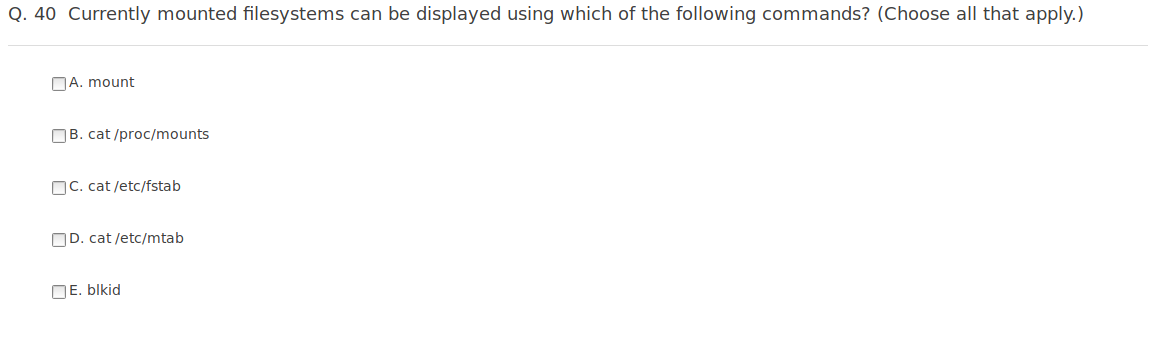 Q. 40 Currently mounted filesystems can be displayed using which of the following commands? (Choose all that apply.)
A. mount
B. cat /proc/mounts
C. cat /etc/fstab
D. cat /etc/mtab
E. blkid